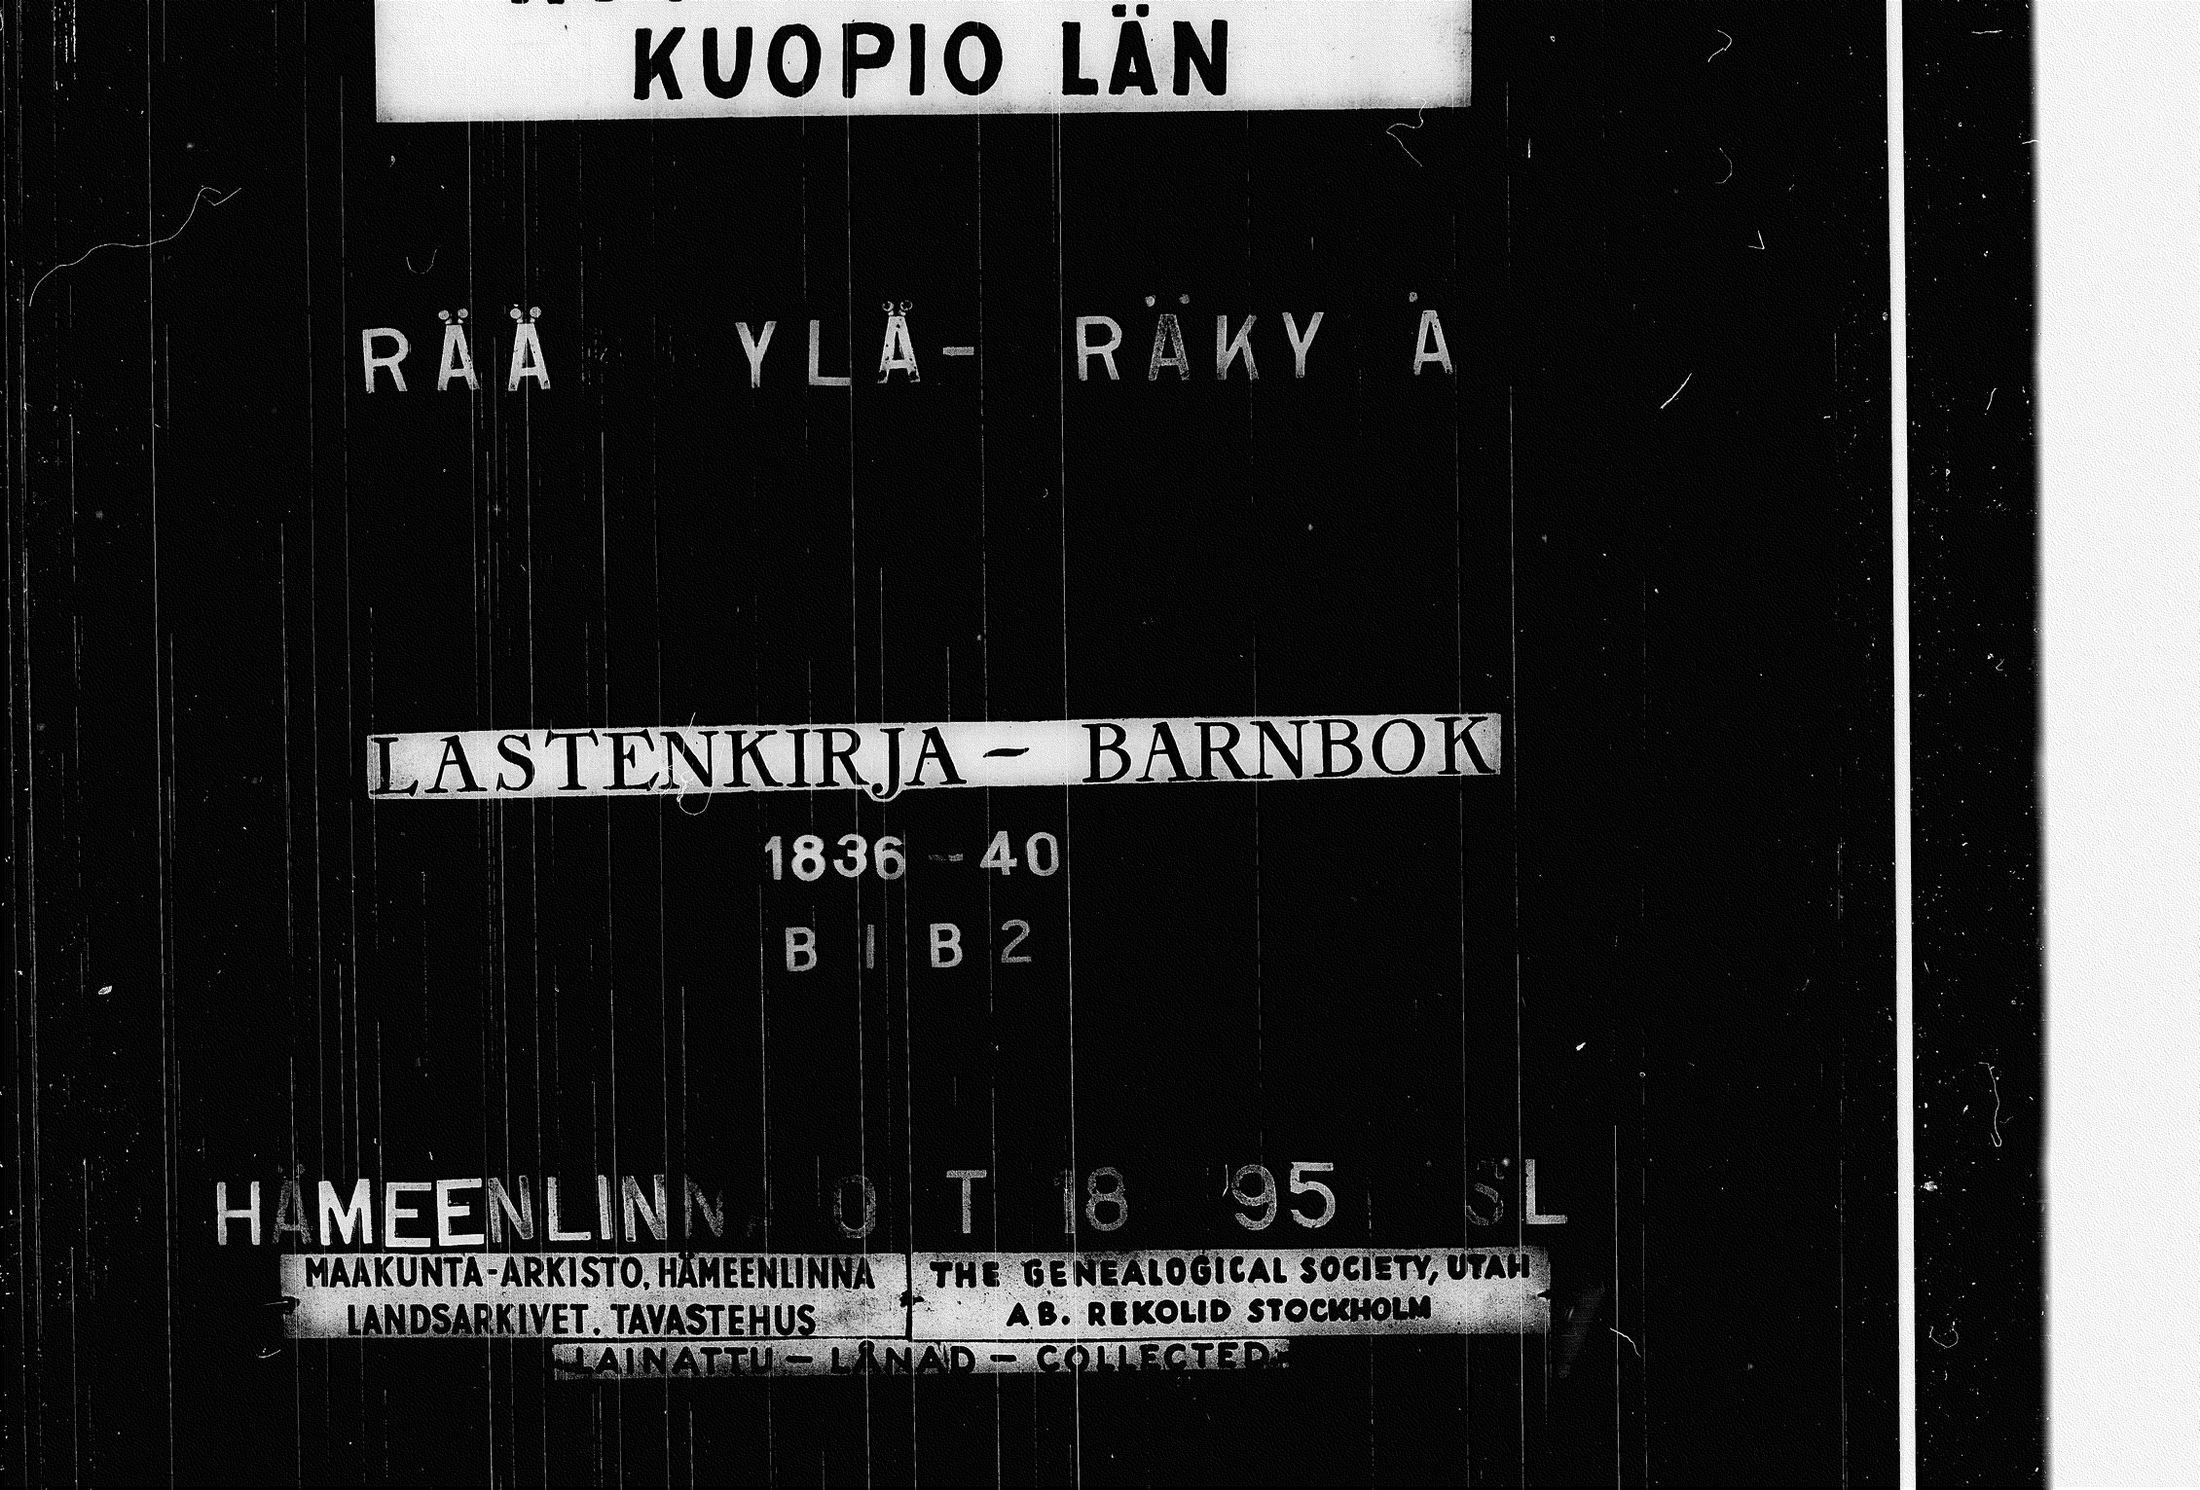 KUOPIO LÄN
RÄÄ YLÄ- RÄKY Ä
LASTENKIRJA - BARNBOK
1836 - 40
B 1 B 2
HÄMEENLINN O T 18 95 SL
MAAKUNTA-ARKISTO, HÄMEENLINNA
LANDSARKIVET. TAVASTEHUS
THE GENEALOGICAL SOCIETY, UTAH
AB. REKOLID STOCKHOLM
LAINATTU - LÅNAD - COLLECTED